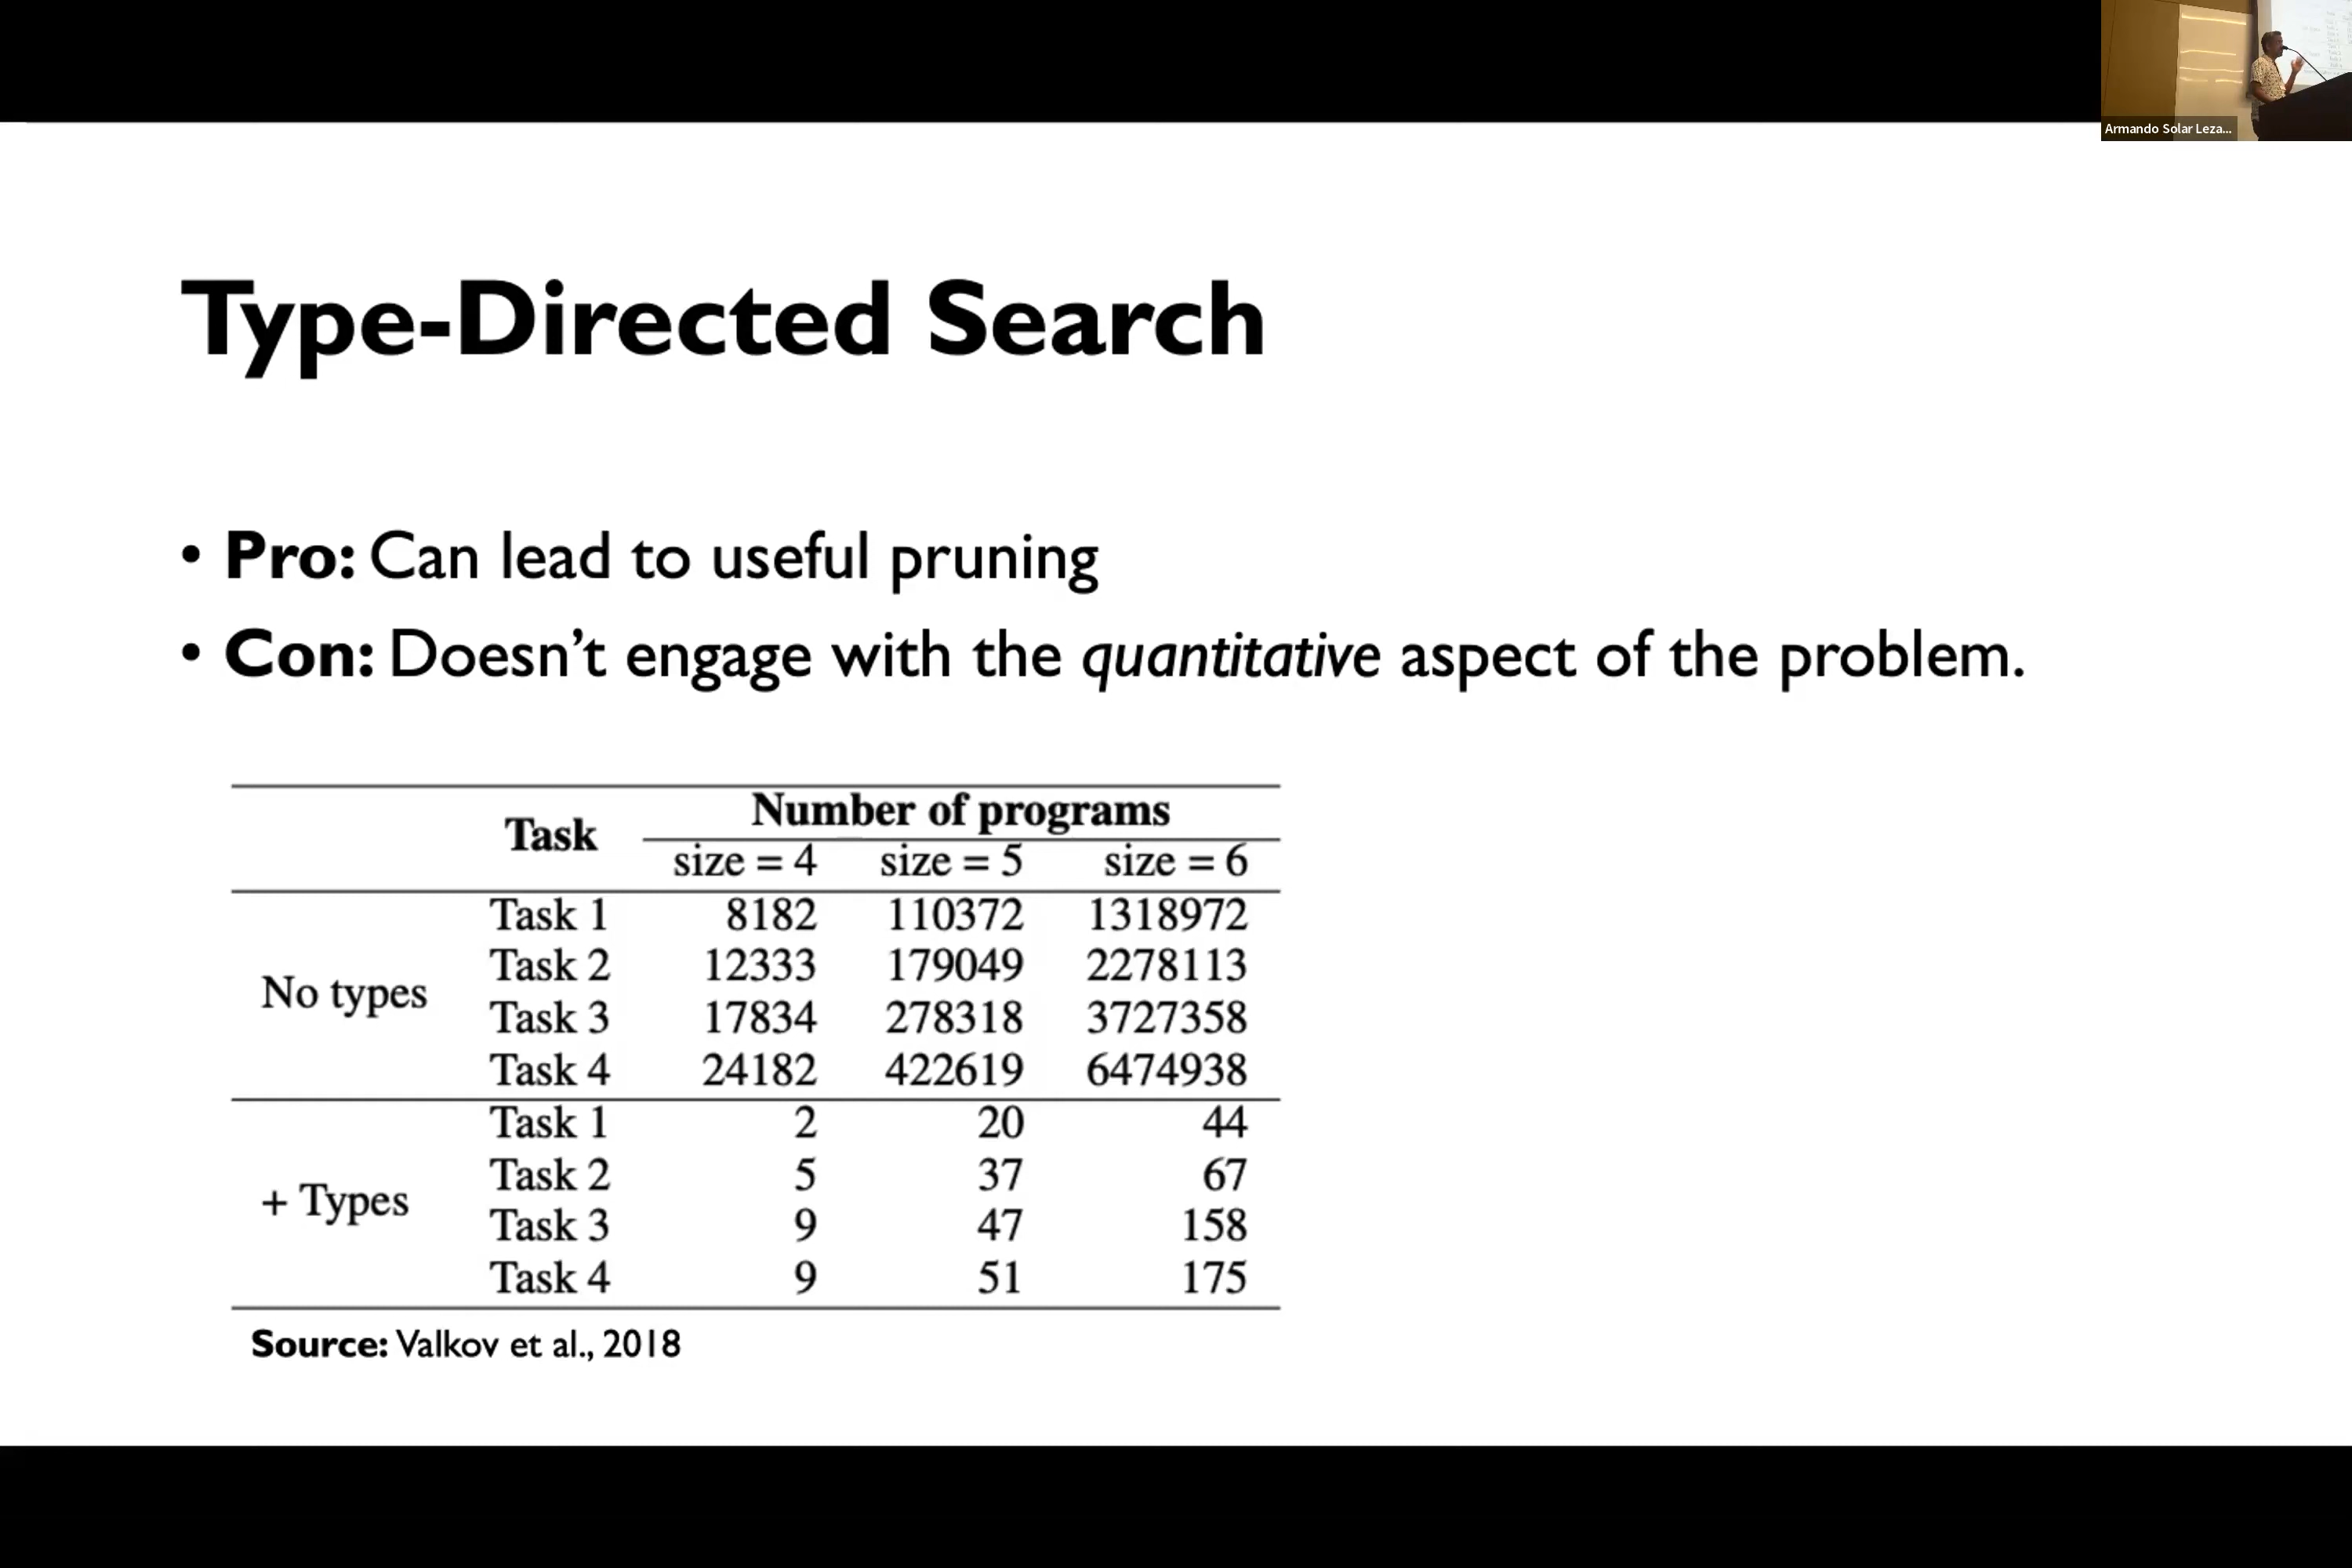 Armando Solar Leza...
Type-Directed Search
• Pro: Can lead to useful pruning
• Con: Doesn't engage with the quantitative aspect of the problem.
Task Number of programs
size = 4 size = 5 size = 6
No types
Task 1 8182 110372 1318972
Task 2 12333 179049 2278113
Task 3 17834 278318 3727358
Task 4 24182 422619 6474938
+ Types
Task 1 2 20 44
Task 2 5 37 67
Task 3 9 47 158
Task 4 9 51 175
Source: Valkov et al., 2018